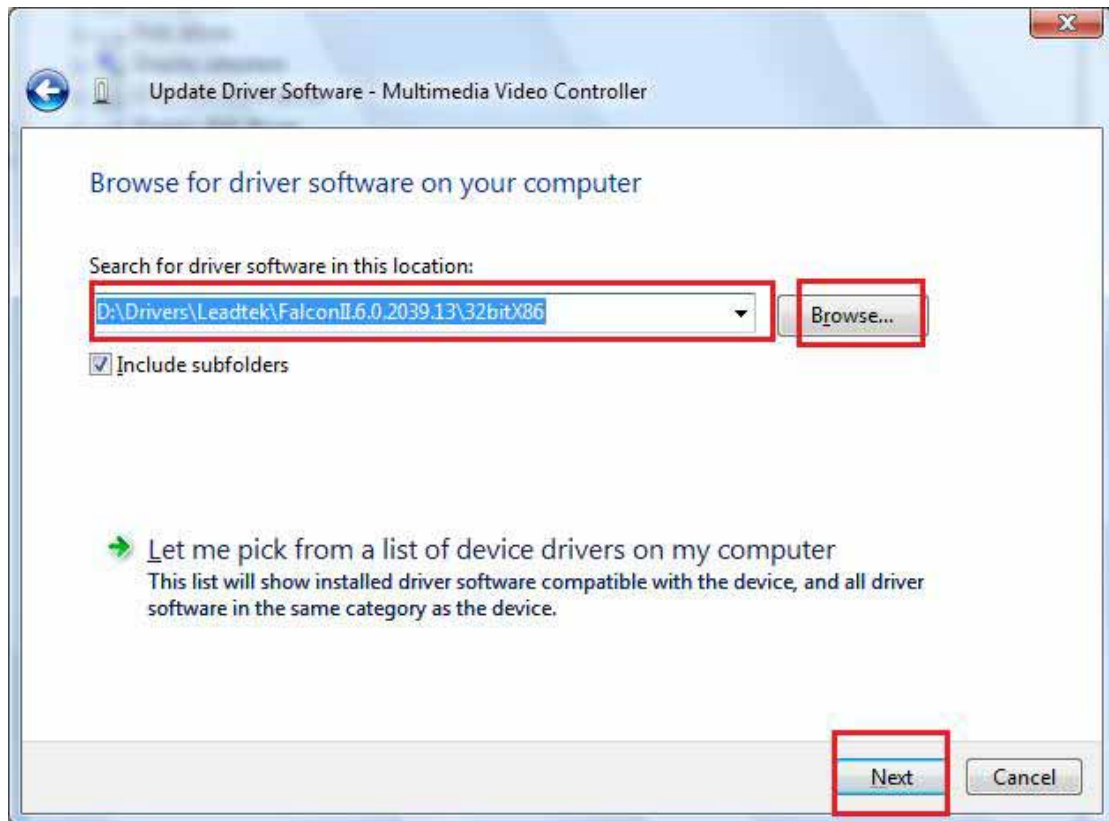 Update Driver Software - Multimedia Video Controller
Browse for driver software on your computer
Search for driver software in this location:
D:\Drivers\Leadtek\FalconII.6.0.2039.13\32bitX86
Browse...
Include subfolders
Let me pick from a list of device drivers on my computer
This list will show installed driver software compatible with the device, and all driver
software in the same category as the device.
Next
Cancel